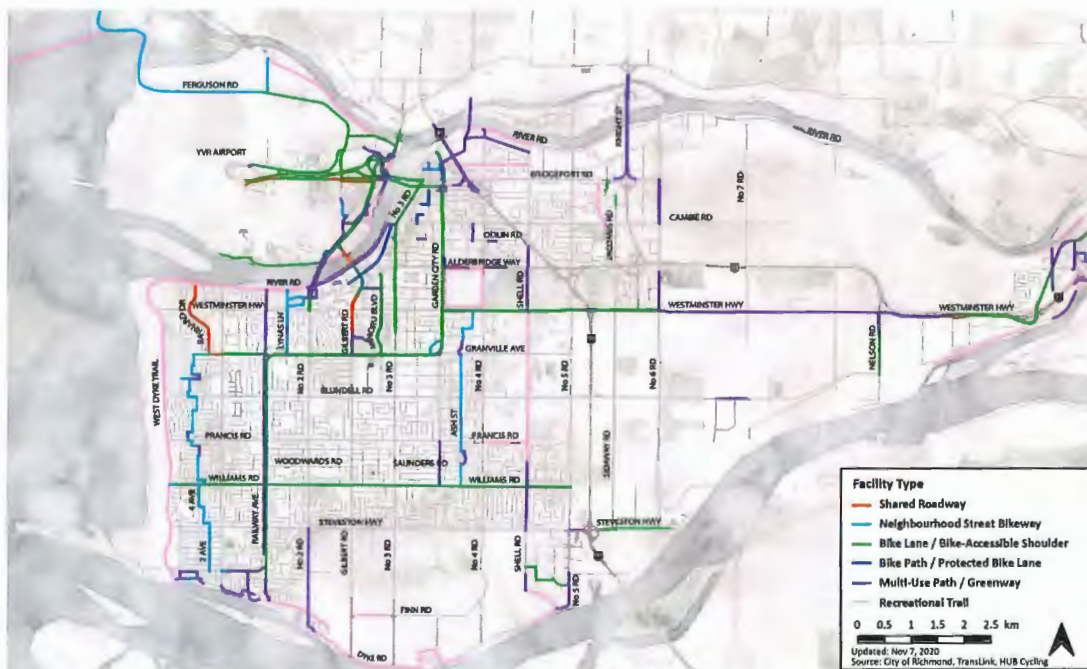 FERGUSON RD
YVR AIRPORT
RIVER RD
KNIGHT ST
RIVER RD
BRIDGEPORT RD
No 3 RD
No 7 RD
CAMBIE RD
ODLIN RD
GARDEN CITY RD
ALDERBRIDGE WAY
SHELL RD
RIVER RD
WESTMINSTER HWY
LYNAS LN
GILBERT RD
MINORU BLVD
WESTMINSTER HWY
WESTMINSTER HWY
GRANVILLE AVE
NELSON RD
No 2 RD
No 3 RD
No 4 RD
No 5 RD
No 6 RD
BLUNDELL RD
WEST DYKE TRAIL
ASH ST
FRANCIS RD
FRANCIS RD
WOODWARDS RD
SAUNDERS RD
SIDAWAY RD
WILLIAMS RD
WILLIAMS RD
4 AVE
RAILWAY AVE
2 AVE
STEVESTON HWY
STEVESTON HWY
No 2 RD
GILBERT RD
No 3 RD
No 4 RD
SHELL RD
No 5 RD
FINN RD
DYKE RD
Facility Type
Shared Roadway
Neighbourhood Street Bikeway
Bike Lane / Bike-Accessible Shoulder
Bike Path / Protected Bike Lane
Multi-Use Path / Greenway
Recreational Trail
0 0.5 1 1.5 2 2.5 km
Updated: Nov 7, 2020
Source: City of Richmond, TransLink, HUB Cycling